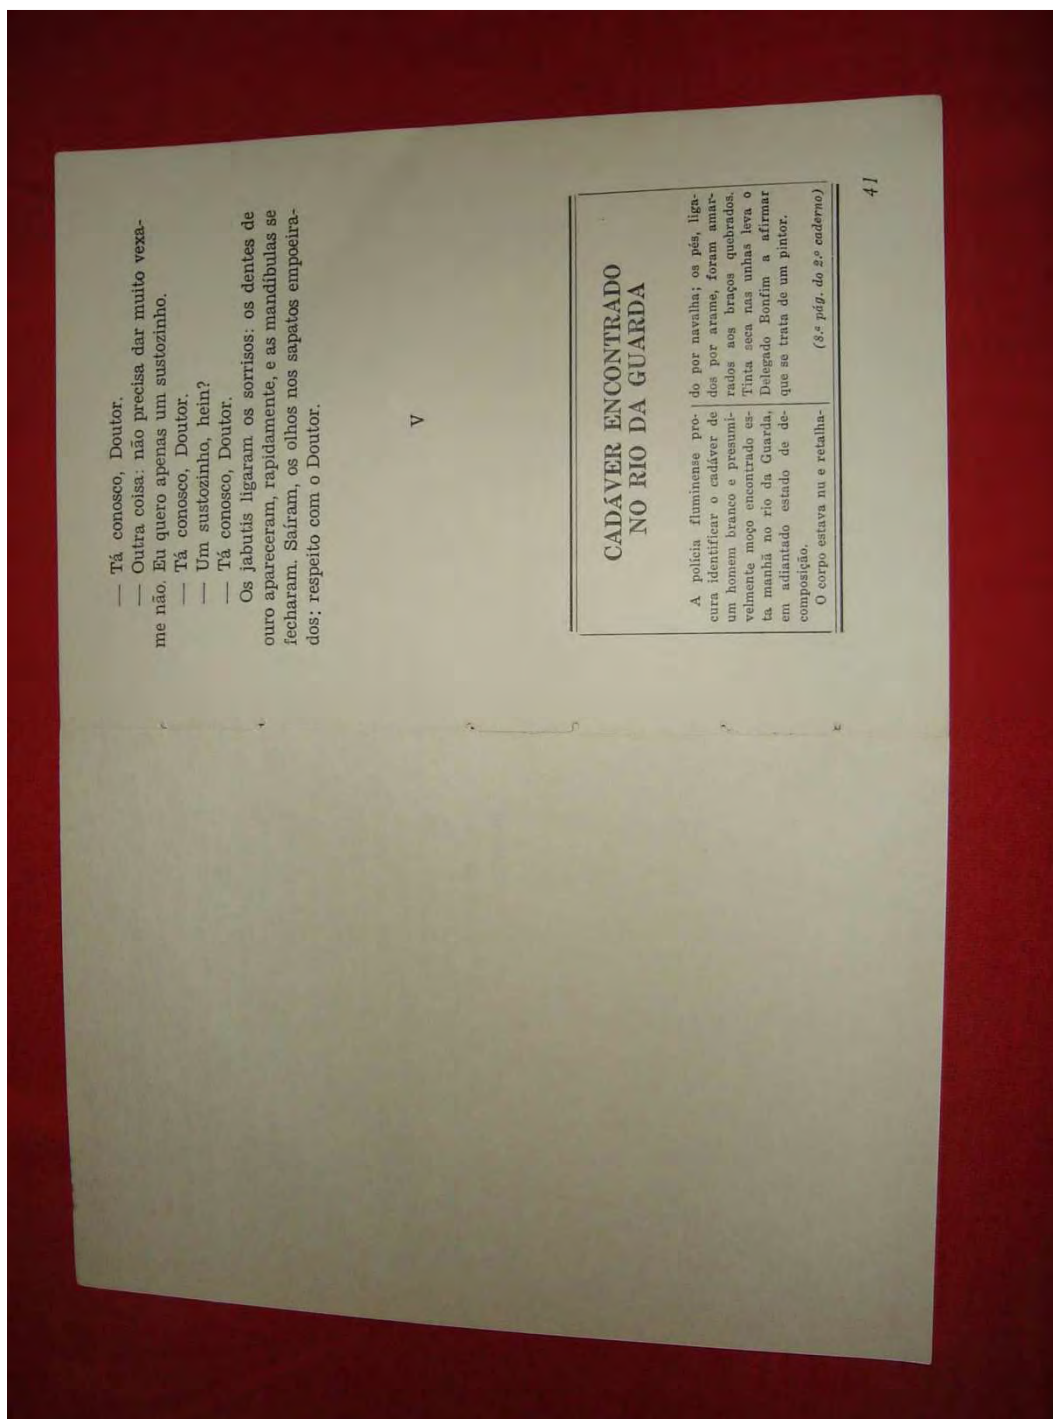 — Tá conosco, Doutor.
— Outra coisa: não precisa dar muito vexa-
me não. Eu quero apenas um sustozinho.
— Tá conosco, Doutor.
— Um sustozinho, hein?
— Tá conosco, Doutor.
Os jabutis ligaram os sorrisos: os dentes de
ouro apareceram, rapidamente, e as mandíbulas se
fecharam. Saíram, os olhos nos sapatos empoeira-
dos; respeito com o Doutor.
V
CADÁVER ENCONTRADO
NO RIO DA GUARDA
A polícia fluminense pro-
cura identificar o cadáver de
um homem branco e presumi-
velmente moço encontrado es-
ta manhã no rio da Guarda,
em adiantado estado de de-
composição.
O corpo estava nu e retalha-
do por navalha; os pés, liga-
dos por arame, foram amar-
rados aos braços quebrados.
Tinta seca nas unhas leva o
Delegado Bonfim a afirmar
que se trata de um pintor.
(8.ª pág. do 2.º caderno)
41